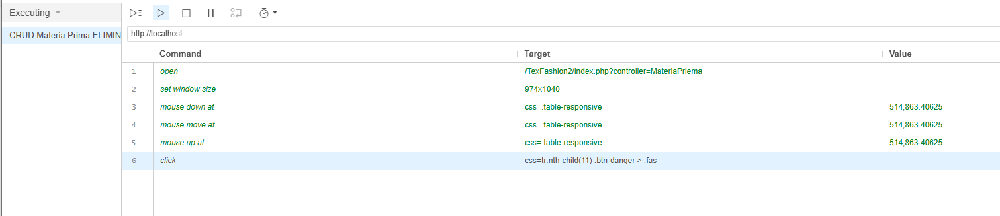 Executing
http://localhost
CRUD Materia Prima ELIMIN
Command Target Value
1 open /TexFashion2/index.php?controller=MateriaPriema
2 set window size 974x1040
3 mouse down at css=.table-responsive 514,863.40625
4 mouse move at css=.table-responsive 514,863.40625
5 mouse up at css=.table-responsive 514,863.40625
6 click css=tr:nth-child(11) .btn-danger > .fas